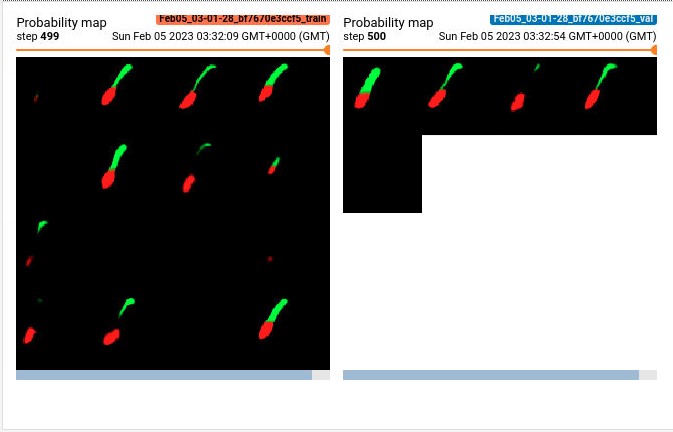 Probability map
Feb05_03-01-28_bf7670e3ccf5_train
step 499
Sun Feb 05 2023 03:32:09 GMT+0000 (GMT)
Probability map
Feb05_03-01-28_bf7670e3ccf5_val
step 500
Sun Feb 05 2023 03:32:54 GMT+0000 (GMT)